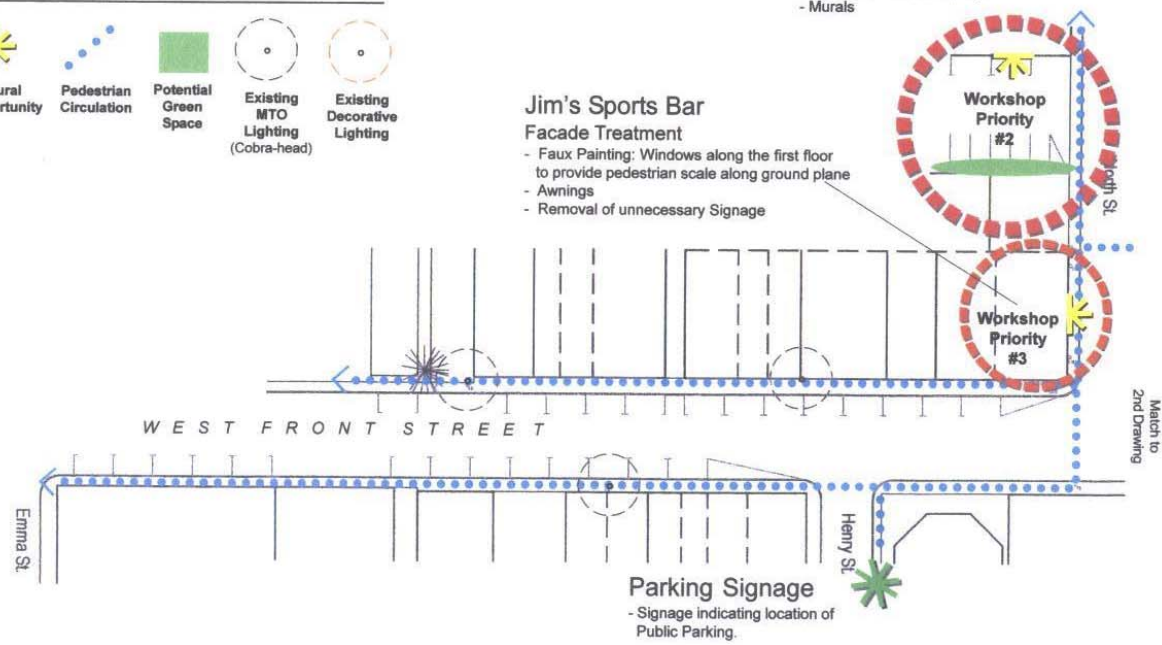 - Murals
Pedestrian
Circulation
Potential
Green
Space
Existing
MTO
Lighting
(Cobra-head)
Existing
Decorative
Lighting
Jim's Sports Bar
Facade Treatment
- Faux Painting: Windows along the first floor
to provide pedestrian scale along ground plane
- Awnings
- Removal of unnecessary Signage
Workshop
Priority
#2
Workshop
Priority
#3
Match to
2nd Drawing
WEST FRONT STREET
Emma St.
Henry St.
Parking Signage
- Signage indicating location of
Public Parking.